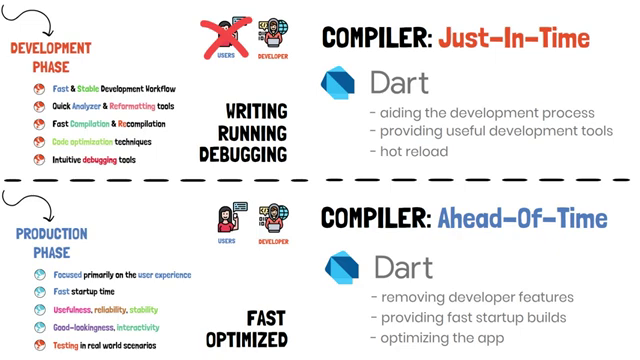 DEVELOPMENT
PHASE
Fast & Stable Development Workflow
Quick Analyzer & Reformatting tools
Fast Compilation & Recompilation
Code optimization techniques
Intuitive debugging tools
USERS
DEVELOPER
WRITING
RUNNING
DEBUGGING
COMPILER: Just-In-Time
Dart
- aiding the development process
- providing useful development tools
- hot reload
PRODUCTION
PHASE
Focused primarily on the user experience
Fast startup time
Usefulness, reliability, stability
Good-lookingness, interactivity
Testing in real world scenarios
USERS
DEVELOPER
FAST
OPTIMIZED
COMPILER: Ahead-Of-Time
Dart
- removing developer features
- providing fast startup builds
- optimizing the app